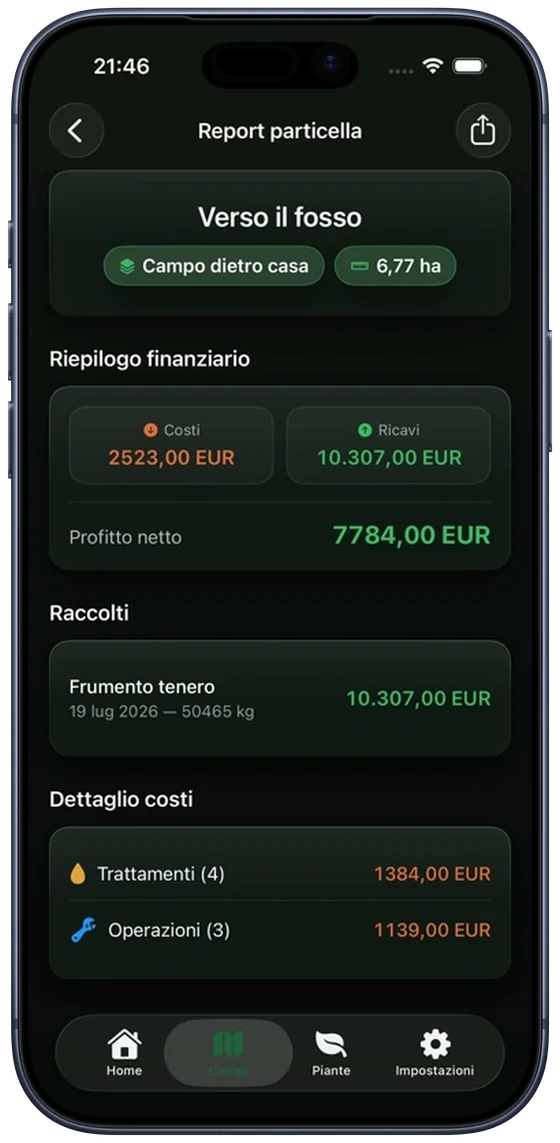 21:46
Report particella
Verso il fosso
Campo dietro casa
6,77 ha
Riepilogo finanziario
Costi
2523,00 EUR
Ricavi
10.307,00 EUR
Profitto netto
7784,00 EUR
Raccolti
Frumento tenero
19 lug 2026 — 50465 kg
10.307,00 EUR
Dettaglio costi
Trattamenti (4)
1384,00 EUR
Operazioni (3)
1139,00 EUR
Home
Campi
Piante
Impostazioni